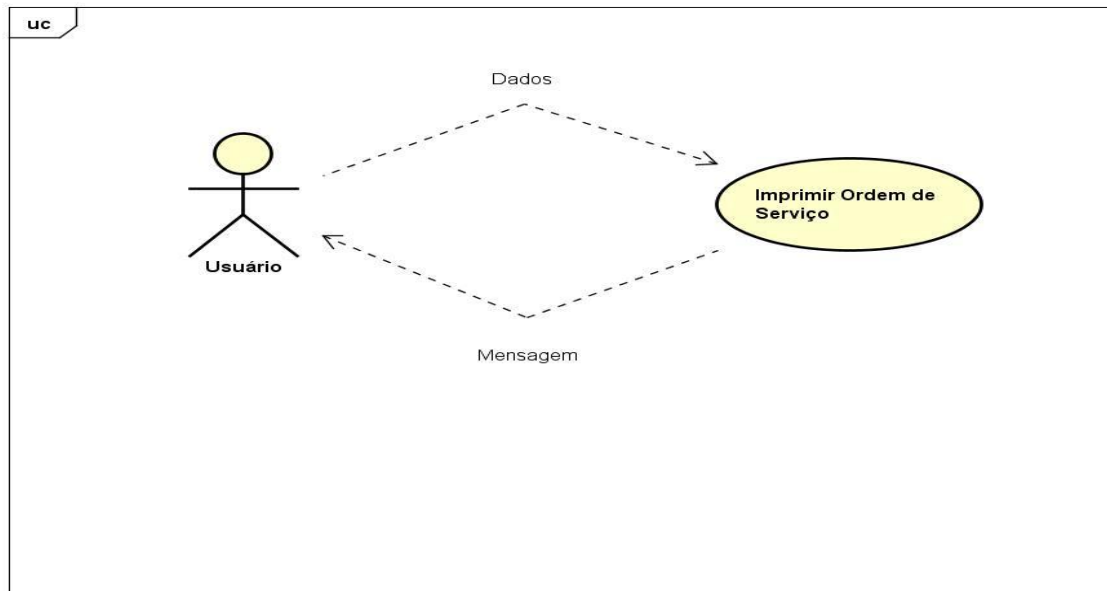 uc
Dados
Imprimir Ordem de
Serviço
Usuário
Mensagem